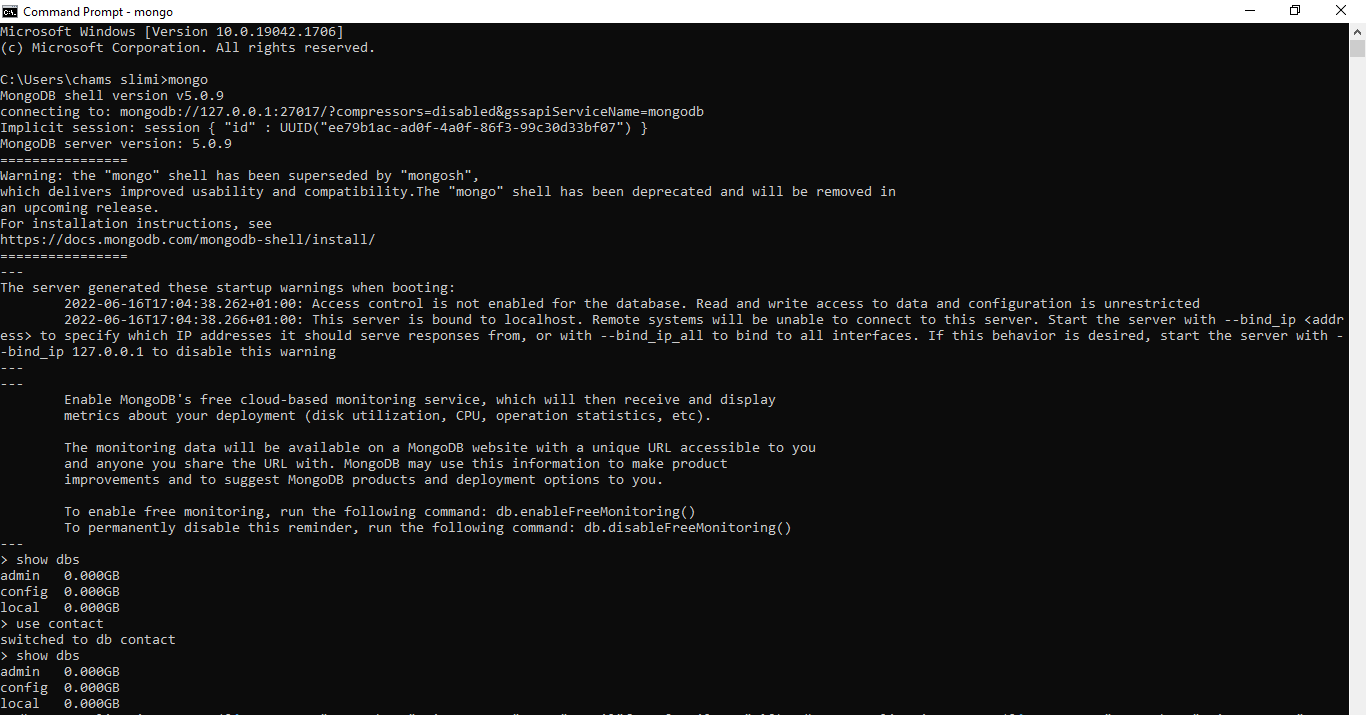 Command Prompt - mongo
Microsoft Windows [Version 10.0.19042.1706]
(c) Microsoft Corporation. All rights reserved.
C:\Users\chams slimi>mongo
MongoDB shell version v5.0.9
connecting to: mongodb://127.0.0.1:27017/?compressors=disabled&gssapiServiceName=mongodb
Implicit session: session { "id" : UUID("ee79b1ac-ad0f-4a0f-86f3-99c30d33bf07") }
MongoDB server version: 5.0.9
================
Warning: the "mongo" shell has been superseded by "mongosh",
which delivers improved usability and compatibility.The "mongo" shell has been deprecated and will be removed in
an upcoming release.
For installation instructions, see
https://docs.mongodb.com/mongodb-shell/install/
================
---
The server generated these startup warnings when booting:
2022-06-16T17:04:38.262+01:00: Access control is not enabled for the database. Read and write access to data and configuration is unrestricted
2022-06-16T17:04:38.266+01:00: This server is bound to localhost. Remote systems will be unable to connect to this server. Start the server with --bind_ip <addr
ess> to specify which IP addresses it should serve responses from, or with --bind_ip_all to bind to all interfaces. If this behavior is desired, start the server with -
-bind_ip 127.0.0.1 to disable this warning
---
---
Enable MongoDB's free cloud-based monitoring service, which will then receive and display
metrics about your deployment (disk utilization, CPU, operation statistics, etc).
The monitoring data will be available on a MongoDB website with a unique URL accessible to you
and anyone you share the URL with. MongoDB may use this information to make product
improvements and to suggest MongoDB products and deployment options to you.
To enable free monitoring, run the following command: db.enableFreeMonitoring()
To permanently disable this reminder, run the following command: db.disableFreeMonitoring()
---
> show dbs
admin   0.000GB
config  0.000GB
local   0.000GB
> use contact
switched to db contact
> show dbs
admin   0.000GB
config  0.000GB
local   0.000GB